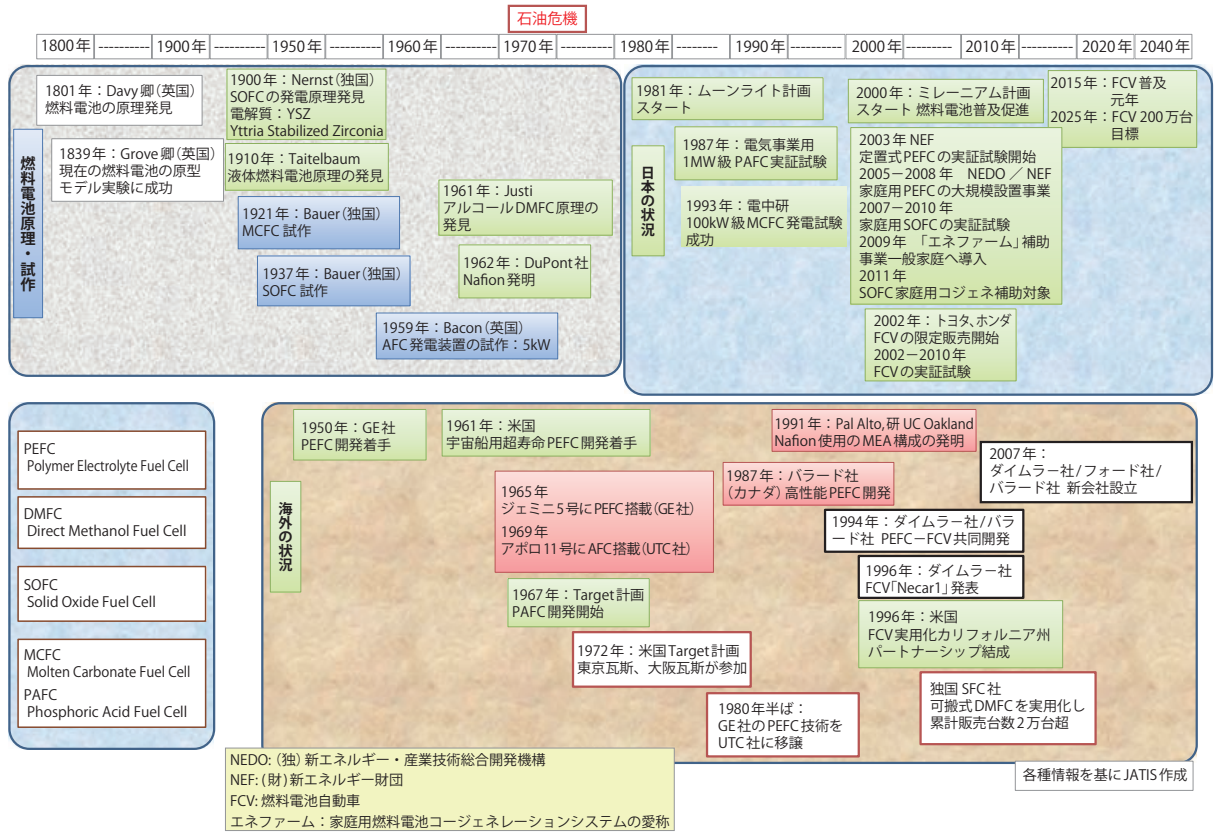 石油危機
1800年 ---------- 1900年 ---------- 1950年 ---------- 1960年 ---------- 1970年 ---------- 1980年 -------- 1990年 --------- 2000年 --------- 2010年 --------- 2020年 2040年
燃料電池原理・試作
1801年：Davy卿(英国)
燃料電池の原理発見
1839年：Grove卿(英国)
現在の燃料電池の原型
モデル実験に成功
1900年：Nernst(独国)
SOFCの発電原理発見
電解質：YSZ
Yttria Stabilized Zirconia
1910年：Taitelbaum
液体燃料電池原理の発見
1921年：Bauer(独国)
MCFC 試作
1937年：Bauer(独国)
SOFC 試作
1959年：Bacon(英国)
AFC発電装置の試作：5kW
1961年：Justi
アルコールDMFC原理の
発見
1962年：DuPont社
Nafion発明
日本の状況
1981年：ムーンライト計画
スタート
1987年：電気事業用
1MW級 PAFC実証試験
1993年：電中研
100kW級MCFC発電試験
成功
2000年：ミレーニアム計画
スタート 燃料電池普及促進
2003年 NEF
定置式PEFCの実証試験開始
2005－2008年 NEDO／NEF
家庭用PEFCの大規模設置事業
2007－2010年
家庭用SOFCの実証試験
2009年 「エネファーム」補助
事業一般家庭へ導入
2011年
SOFC家庭用コジェネ補助対象
2002年：トヨタ、ホンダ
FCVの限定販売開始
2002－2010年
FCVの実証試験
2015年：FCV普及
元年
2025年：FCV 200万台
目標
PEFC
Polymer Electrolyte Fuel Cell
DMFC
Direct Methanol Fuel Cell
SOFC
Solid Oxide Fuel Cell
MCFC
Molten Carbonate Fuel Cell
PAFC
Phosphoric Acid Fuel Cell
海外の状況
1950年：GE社
PEFC開発着手
1961年：米国
宇宙船用超寿命PEFC開発着手
1965年
ジェミニ5号にPEFC搭載(GE社)
1969年
アポロ11号にAFC搭載(UTC社)
1967年：Target計画
PAFC開発開始
1972年：米国Target計画
東京瓦斯、大阪瓦斯が参加
1980年半ば：
GE社のPEFC技術を
UTC社に移譲
1991年：Pal Alto,研 UC Oakland
Nafion使用のMEA構成の発明
1987年：バラード社
(カナダ)高性能PEFC開発
1994年：ダイムラー社/バラ
ード社 PEFC－FCV共同開発
1996年：ダイムラー社
FCV「Necar1」発表
1996年：米国
FCV実用化カリフォルニア州
パートナーシップ結成
2007年：
ダイムラー社/フォード社/
バラード社 新会社設立
独国 SFC社
可搬式DMFCを実用化し
累計販売台数2万台超
NEDO: (独)新エネルギー・産業技術総合開発機構
NEF: (財)新エネルギー財団
FCV: 燃料電池自動車
エネファーム：家庭用燃料電池コージェネレーションシステムの愛称
各種情報を基にJATIS作成